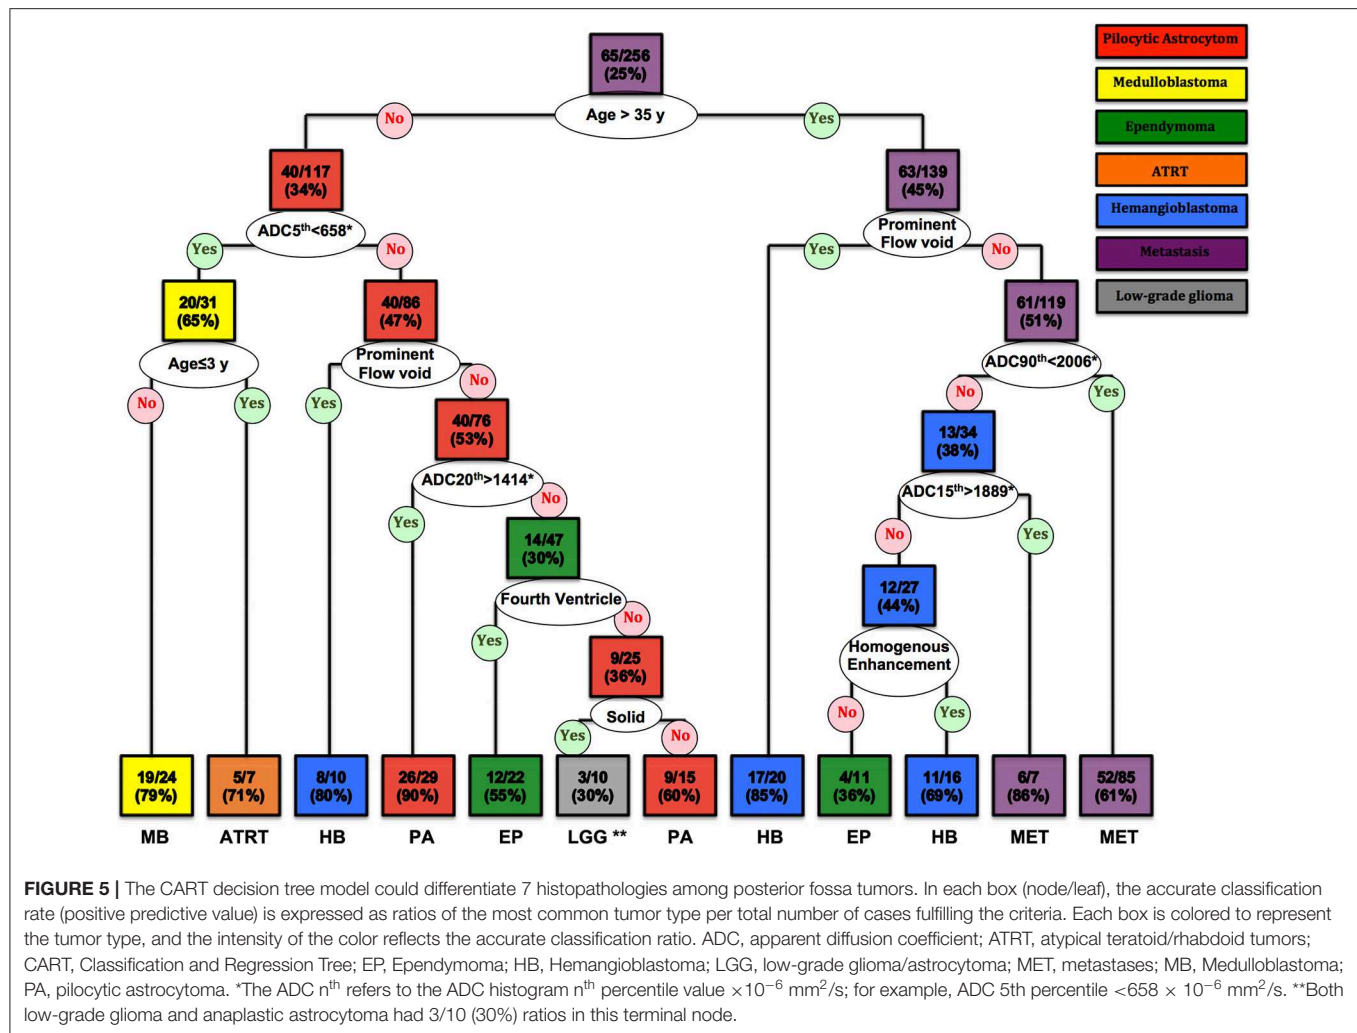 65/256
(25%)
Age > 35 y
No
Yes
Pilocytic Astrocytom
Medulloblastoma
Ependymoma
ATRT
Hemangioblastoma
Metastasis
Low-grade glioma
40/117
(34%)
63/139
(45%)
ADC5th<658*
Yes
No
Prominent
Flow void
Yes
No
20/31
(65%)
40/86
(47%)
61/119
(51%)
Age≤3 y
No
Yes
Prominent
Flow void
Yes
No
ADC90th<2006*
No
Yes
40/76
(53%)
13/34
(38%)
ADC20th>1414*
Yes
No
ADC15th>1889*
No
Yes
14/47
(30%)
12/27
(44%)
Fourth Ventricle
Yes
No
9/25
(36%)
Homogenous
Enhancement
No
Yes
Solid
Yes
No
19/24
(79%)
5/7
(71%)
8/10
(80%)
26/29
(90%)
12/22
(55%)
3/10
(30%)
9/15
(60%)
17/20
(85%)
4/11
(36%)
11/16
(69%)
6/7
(86%)
52/85
(61%)
MB ATRT HB PA EP LGG ** PA HB EP HB MET MET
FIGURE 5 | The CART decision tree model could differentiate 7 histopathologies among posterior fossa tumors. In each box (node/leaf), the accurate classification
rate (positive predictive value) is expressed as ratios of the most common tumor type per total number of cases fulfilling the criteria. Each box is colored to represent
the tumor type, and the intensity of the color reflects the accurate classification ratio. ADC, apparent diffusion coefficient; ATRT, atypical teratoid/rhabdoid tumors;
CART, Classification and Regression Tree; EP, Ependymoma; HB, Hemangioblastoma; LGG, low-grade glioma/astrocytoma; MET, metastases; MB, Medulloblastoma;
PA, pilocytic astrocytoma. *The ADC nth refers to the ADC histogram nth percentile value ×10−6 mm2/s; for example, ADC 5th percentile <658 × 10−6 mm2/s. **Both
low-grade glioma and anaplastic astrocytoma had 3/10 (30%) ratios in this terminal node.